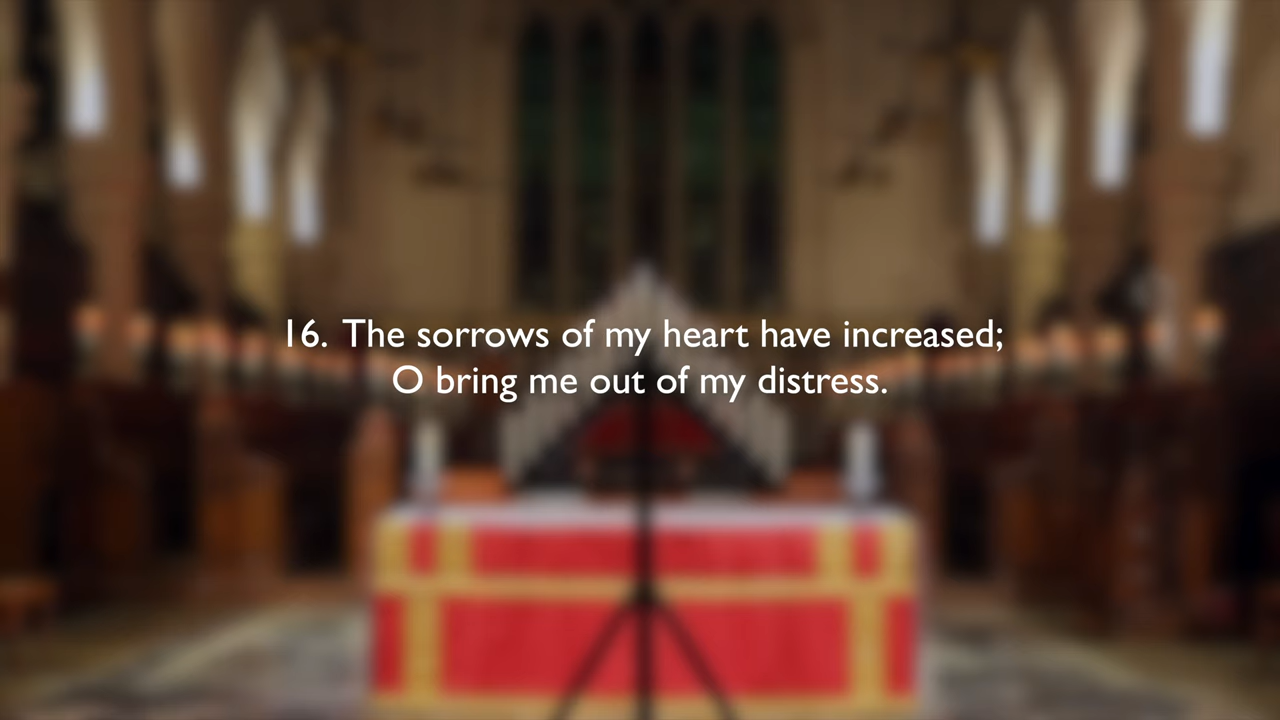 16. The sorrows of my heart have increased;
O bring me out of my distress.